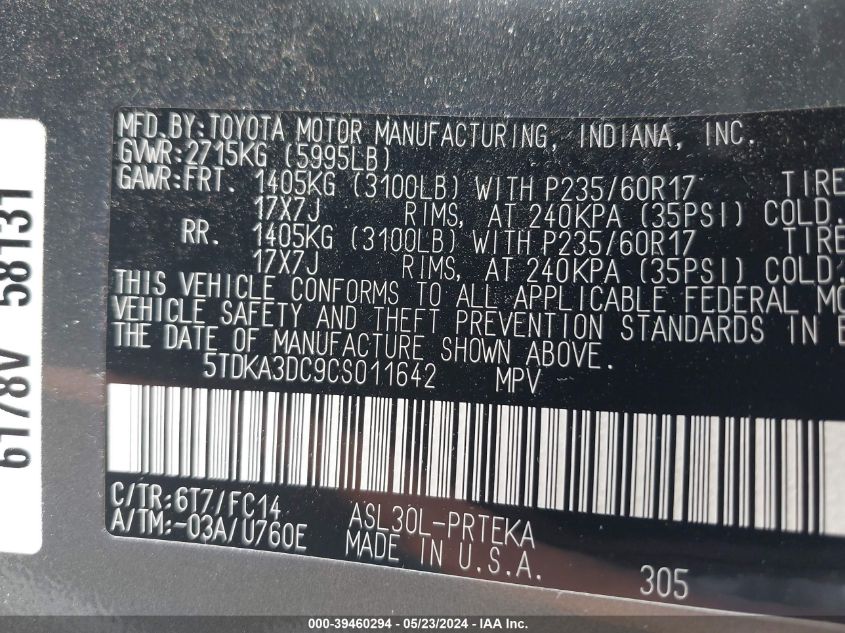 MFD.BY:TOYOTA MOTOR MANUFACTURING, INDIANA, INC.
GVWR:2715KG (5995LB)
GAWR:FRT. 1405KG (3100LB) WITH P235/60R17 TIRE
17X7J RIMS, AT 240KPA (35PSI) COLD.
RR. 1405KG (3100LB) WITH P235/60R17 TIRE
17X7J RIMS, AT 240KPA (35PSI) COLD.
THIS VEHICLE CONFORMS TO ALL APPLICABLE FEDERAL MO
VEHICLE SAFETY AND THEFT PREVENTION STANDARDS IN E
THE DATE OF MANUFACTURE SHOWN ABOVE.
5TDKA3DC9CS011642 MPV
C/TR:6T7/FC14
A/TM:-03A/U760E
ASL30L-PRTEKA
MADE IN U.S.A.
305
58131
000-39460294 - 05/23/2024 - IAA Inc.